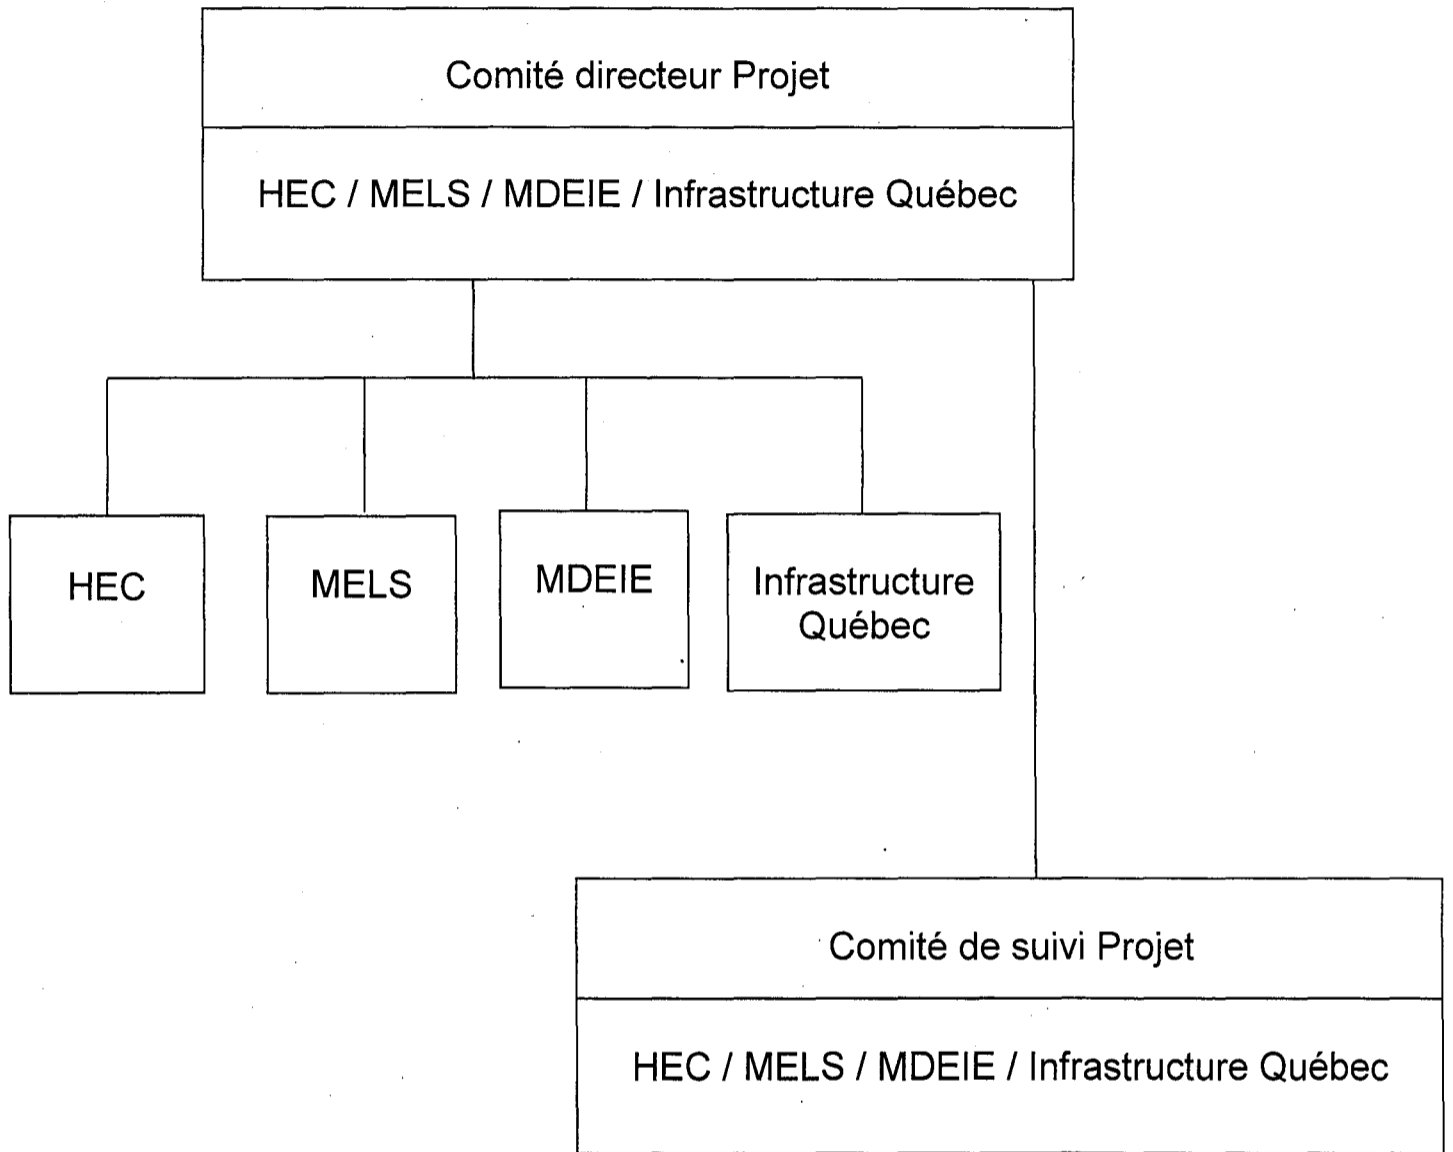 Comité directeur Projet
HEC / MELS / MDEIE / Infrastructure Québec
HEC
MELS
MDEIE
Infrastructure
Québec
Comité de suivi Projet
HEC / MELS / MDEIE / Infrastructure Québec